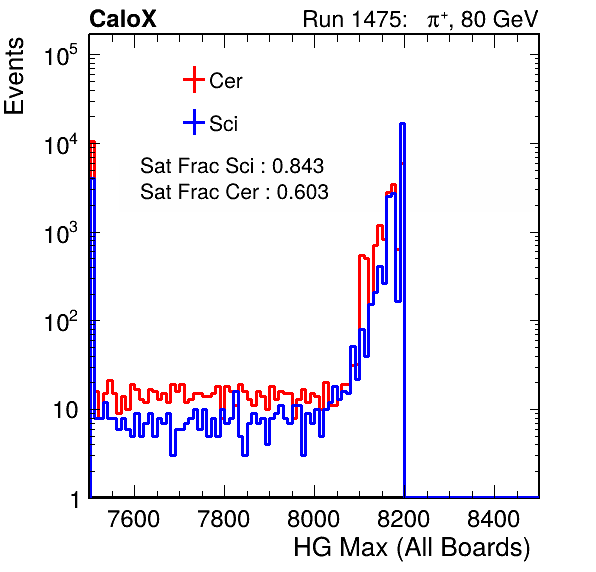 CaloX Run 1475: π⁺, 80 GeV
Events
Cer
Sci
Sat Frac Sci : 0.843
Sat Frac Cer : 0.603
10⁵
10⁴
10³
10²
10
1
7600 7800 8000 8200 8400
HG Max (All Boards)